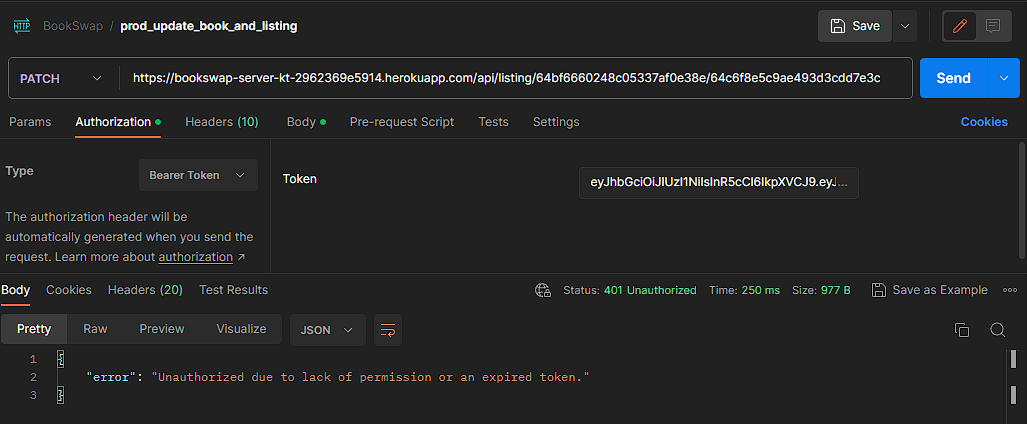 HTTP BookSwap / prod_update_book_and_listing Save
PATCH https://bookswap-server-kt-2962369e5914.herokuapp.com/api/listing/64bf6660248c05337af0e38e/64c6f8e5c9ae493d3cdd7e3c Send
Params Authorization Headers (10) Body Pre-request Script Tests Settings Cookies
Type Bearer Token Token eyJhbGciOiJIUzI1NiIsInR5cCI6IkpXVCJ9.eyJ...
The authorization header will be
automatically generated when you send the
request. Learn more about authorization ↗
Body Cookies Headers (20) Test Results Status: 401 Unauthorized Time: 250 ms Size: 977 B Save as Example
Pretty Raw Preview Visualize JSON
1 {
2 "error": "Unauthorized due to lack of permission or an expired token."
3 }